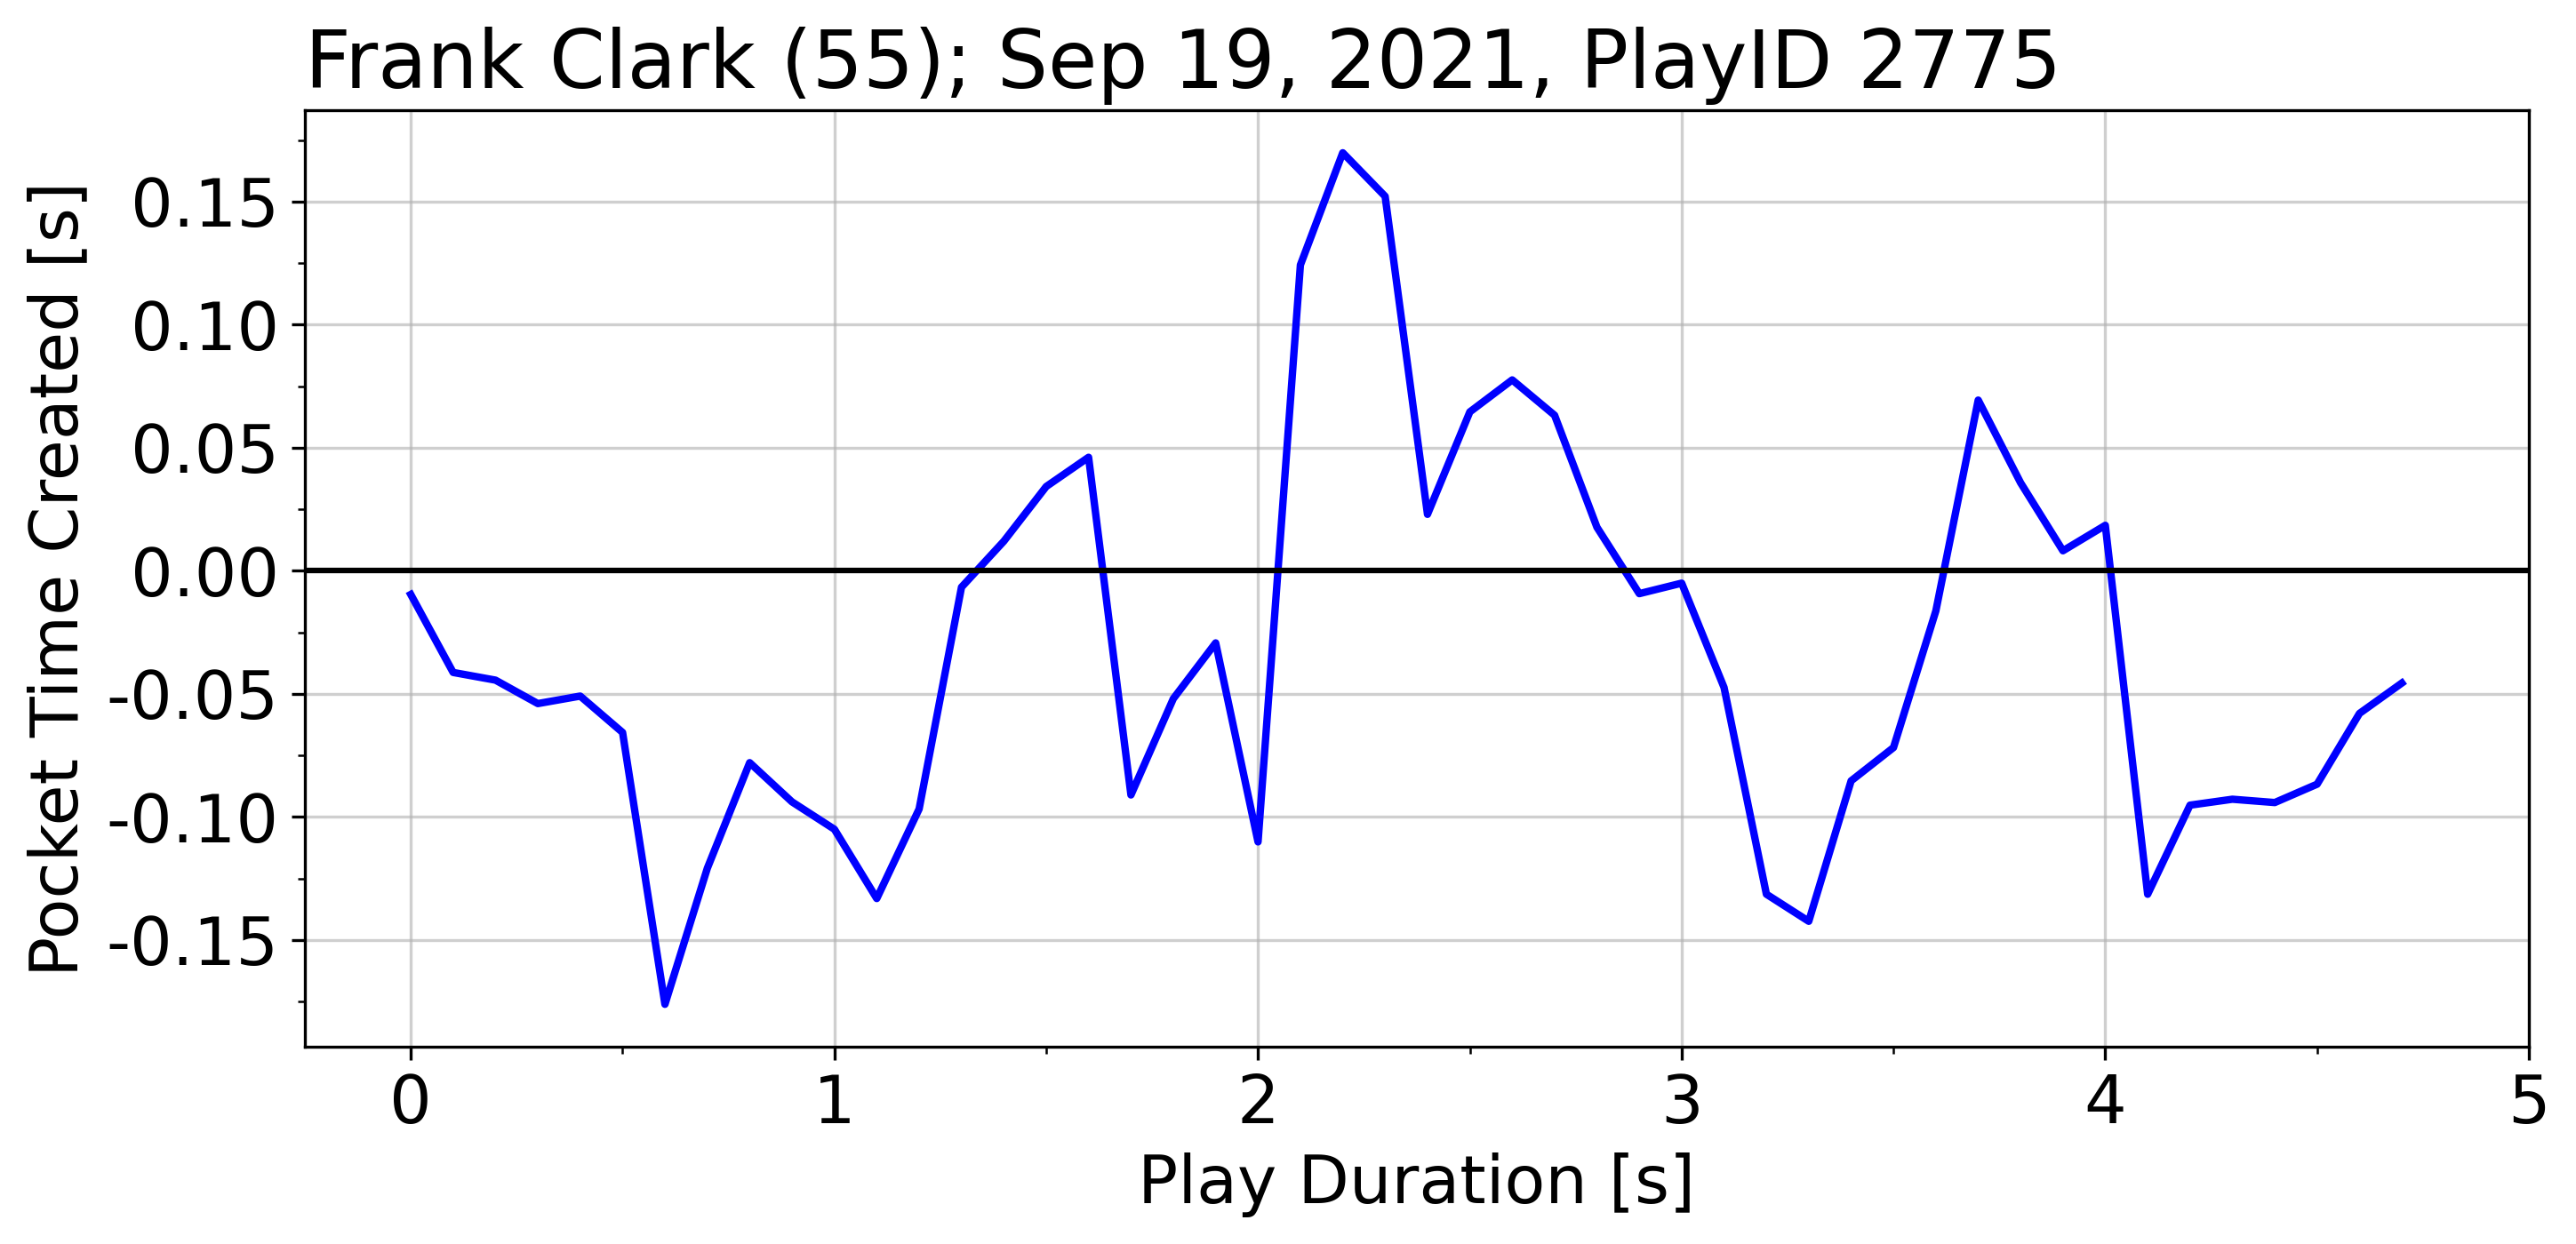 Frank Clark (55); Sep 19, 2021, PlayID 2775
Pocket Time Created [s]
0.15
0.10
0.05
0.00
-0.05
-0.10
-0.15
0 1 2 3 4 5
Play Duration [s]